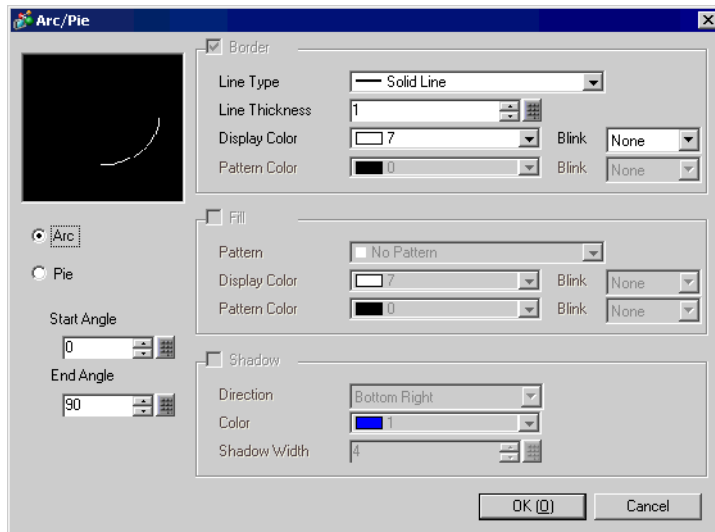 Arc/Pie
Border
Line Type Solid Line
Line Thickness 1
Display Color 7 Blink None
Pattern Color 0 Blink None
Arc
Pie
Fill
Pattern No Pattern
Display Color 7 Blink None
Pattern Color 0 Blink None
Start Angle
0
End Angle
90
Shadow
Direction Bottom Right
Color 1
Shadow Width 4
OK (O) Cancel